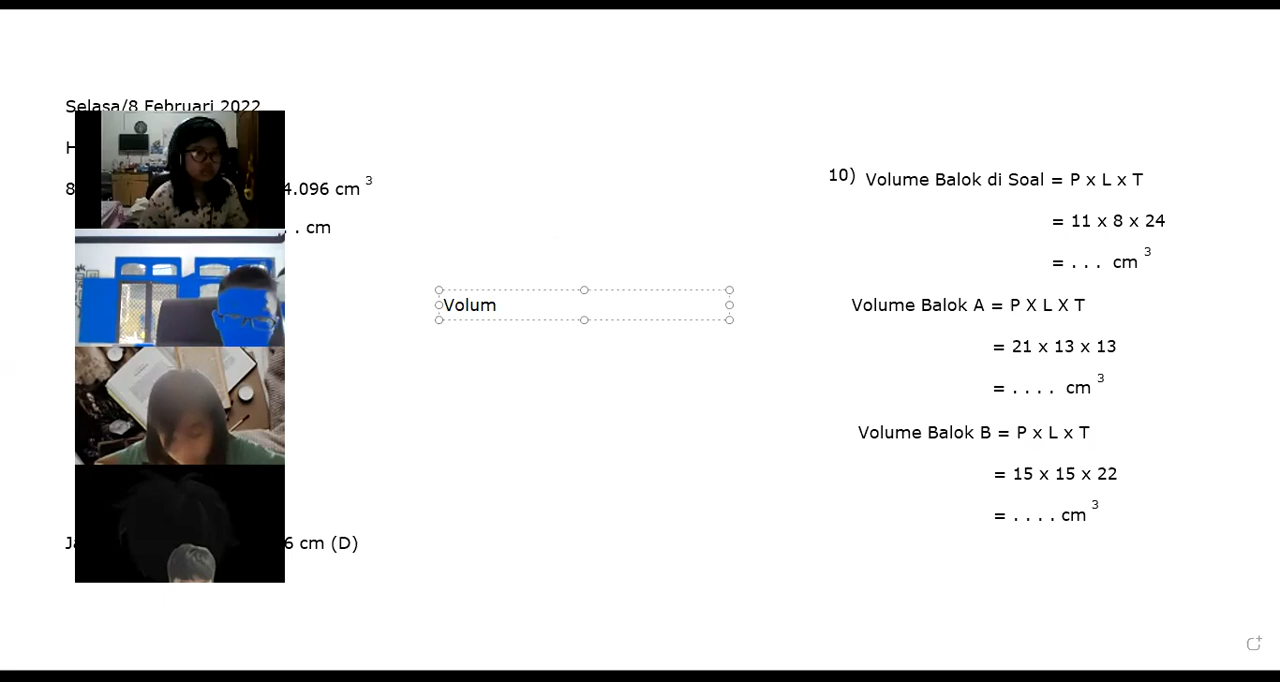 Selasa/8 Februari 2022
H
8 4.096 cm 3
. . cm
6 cm (D)
Volum
10) Volume Balok di Soal = P x L x T
= 11 x 8 x 24
= . . . cm 3
Volume Balok A = P X L X T
= 21 x 13 x 13
= . . . . cm 3
Volume Balok B = P x L x T
= 15 x 15 x 22
= . . . . cm 3